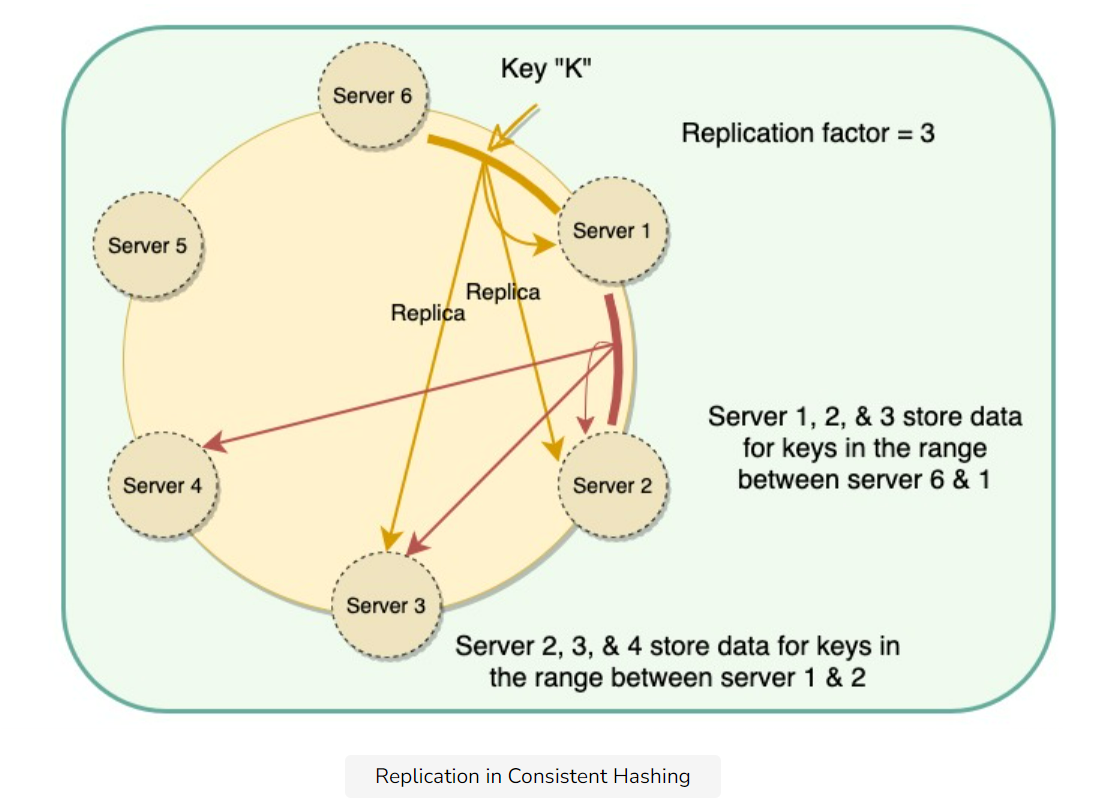 Key "K"
Server 6
Replication factor = 3
Server 1
Server 5
Replica
Replica
Server 1, 2, & 3 store data
for keys in the range
between server 6 & 1
Server 4
Server 2
Server 3
Server 2, 3, & 4 store data for keys in
the range between server 1 & 2
Replication in Consistent Hashing